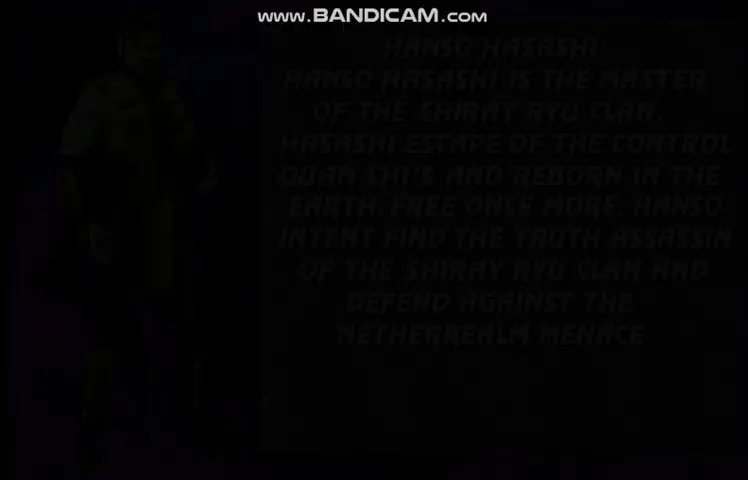 www.BANDICAM.com
"HANSO HASASHI"
HANSO HASASHI IS THE MASTER
OF THE SHIRAY RYU CLAN.
HASASHI ESCAPE OF THE CONTROL
QUAN CHI'S AND REBORN IN THE
EARTH. FREE ONCE MORE. HANSO
INTENT FIND THE TRUTH ASSASSIN
OF THE SHIRAY RYU CLAN AND
DEFEND AGAINST THE
NETHERREALM MENACE